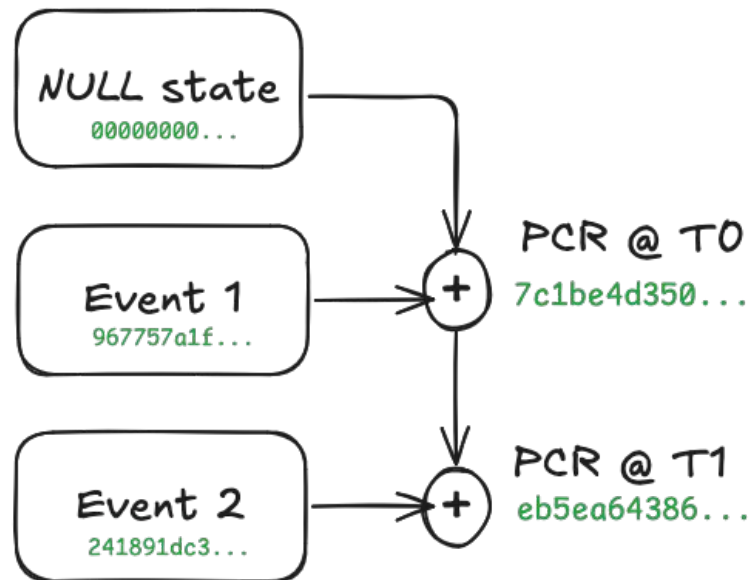 NULL state
00000000...
PCR @ T0
+
7c1be4d350...
Event 1
967757a1f...
PCR @ T1
+
eb5ea64386...
Event 2
241891dc3...